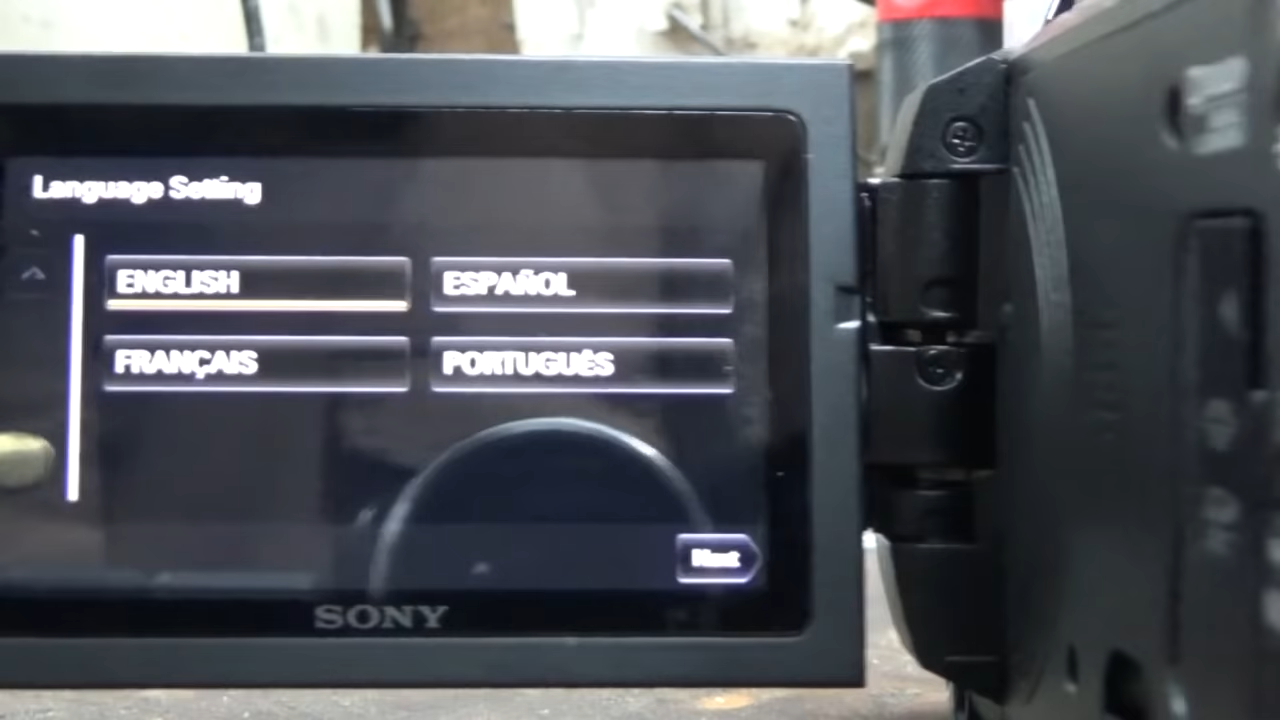 Language Setting
ENGLISH ESPAÑOL
FRANÇAIS PORTUGUÊS
Next
SONY